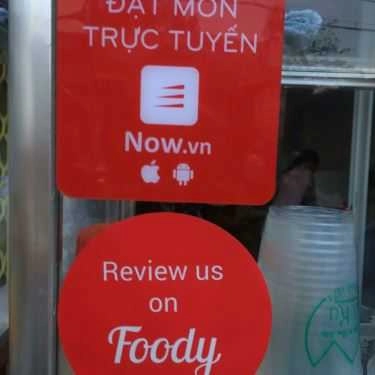 ĐẶT MÓN
TRỰC TUYẾN
Now.vn
Review us
on
Foody